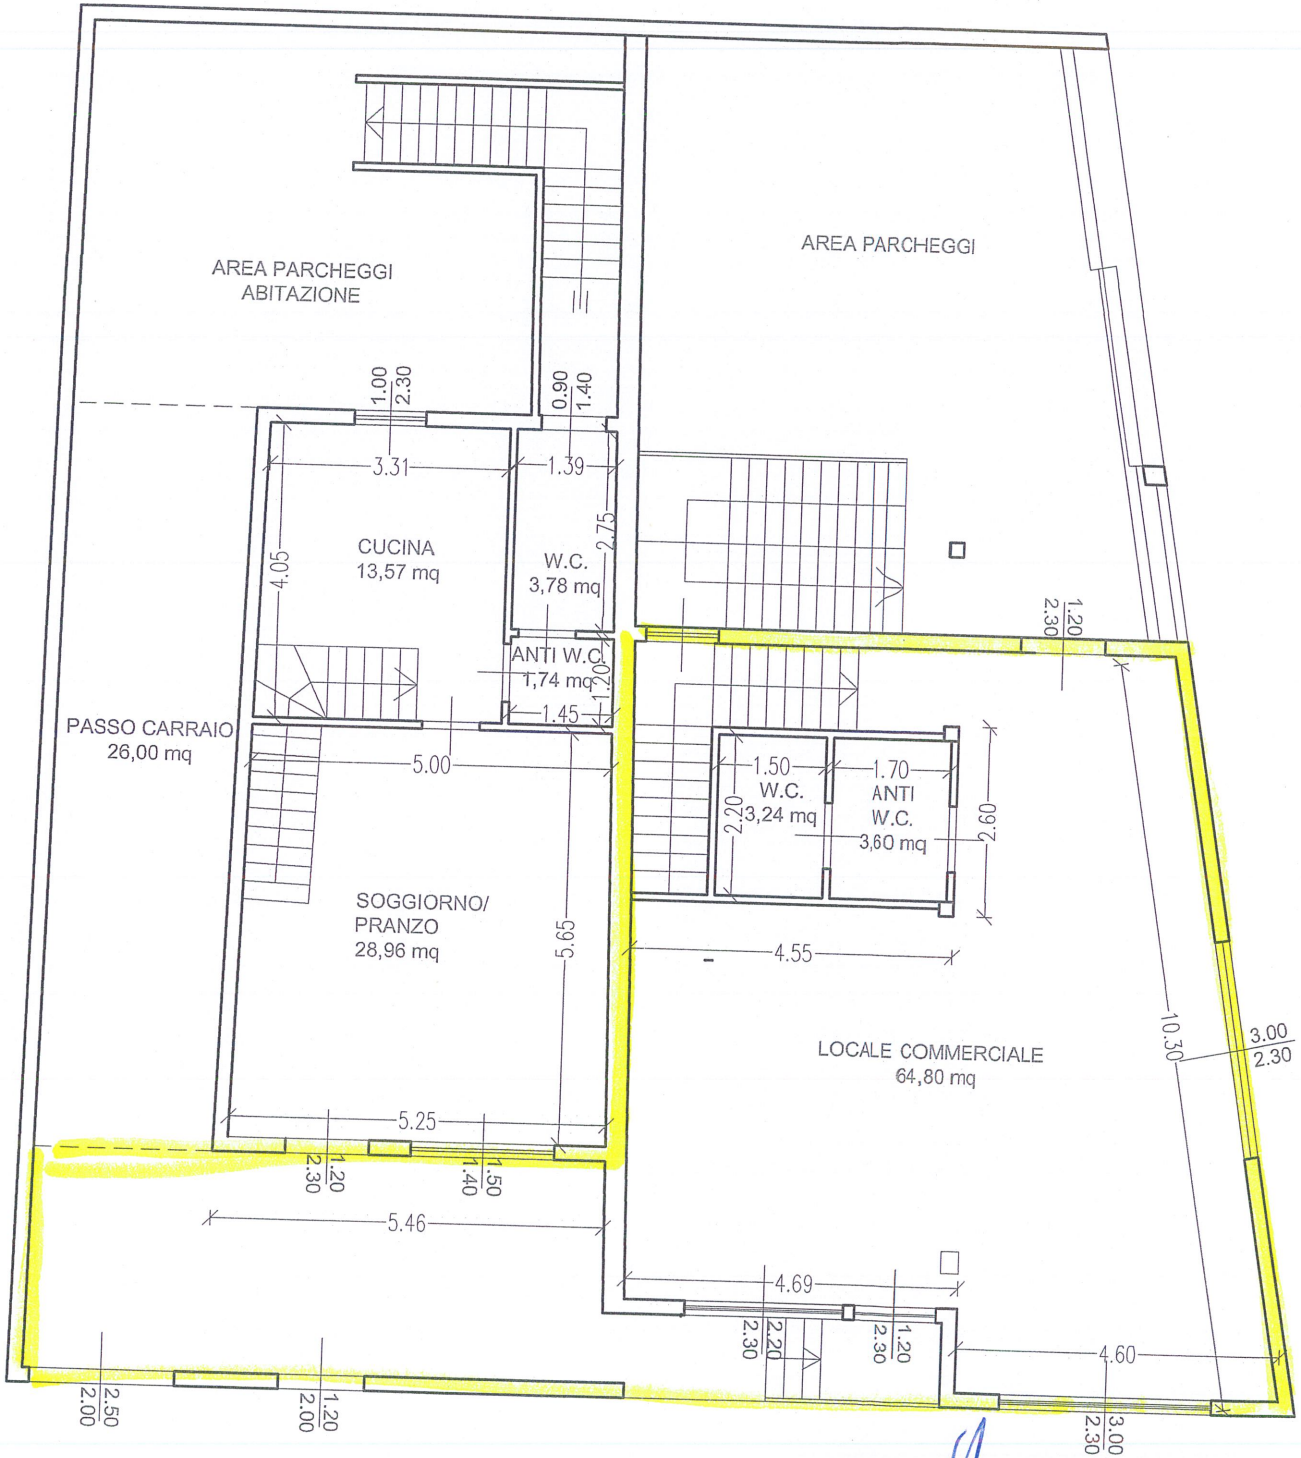 AREA PARCHEGGI
AREA PARCHEGGI
ABITAZIONE
1.00
2.30
0.90
1.40
3.31
1.39
2.75
4.05
CUCINA
13,57 mq
W.C.
3,78 mq
1.20
2.30
ANTI W.C.
1,74 mq
1.20
1.45
PASSO CARRAIO
26,00 mq
5.00
1.50
W.C.
3,24 mq
2.20
1.70
ANTI
W.C.
3,60 mq
2.60
SOGGIORNO/
PRANZO
28,96 mq
5.65
4.55
10.30
LOCALE COMMERCIALE
64,80 mq
3.00
2.30
5.25
1.20
2.30
1.50
1.40
5.46
4.69
2.20
2.30
1.20
2.30
4.60
2.50
2.00
1.20
2.00
3.00
2.30